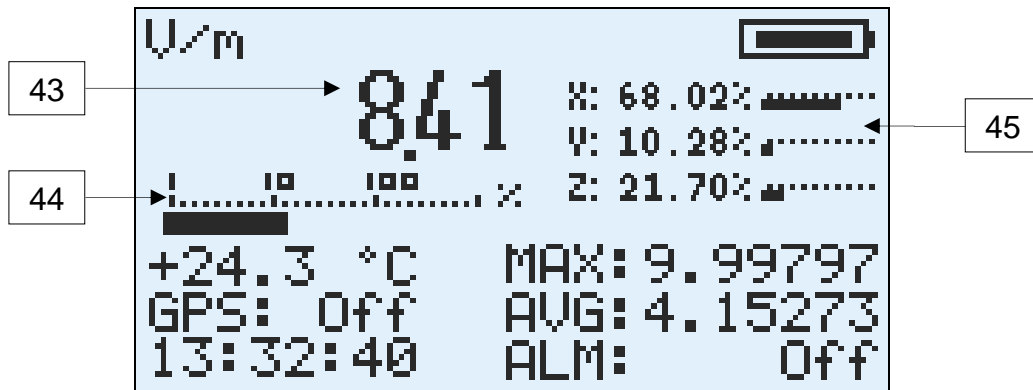 V/m
43
8.41
X: 68.02%
45
Y: 10.28%
44
1 10 100 %
Z: 21.70%
+24.3 °C MAX:9.99797
GPS: Off AVG:4.15273
13:32:40 ALM: Off